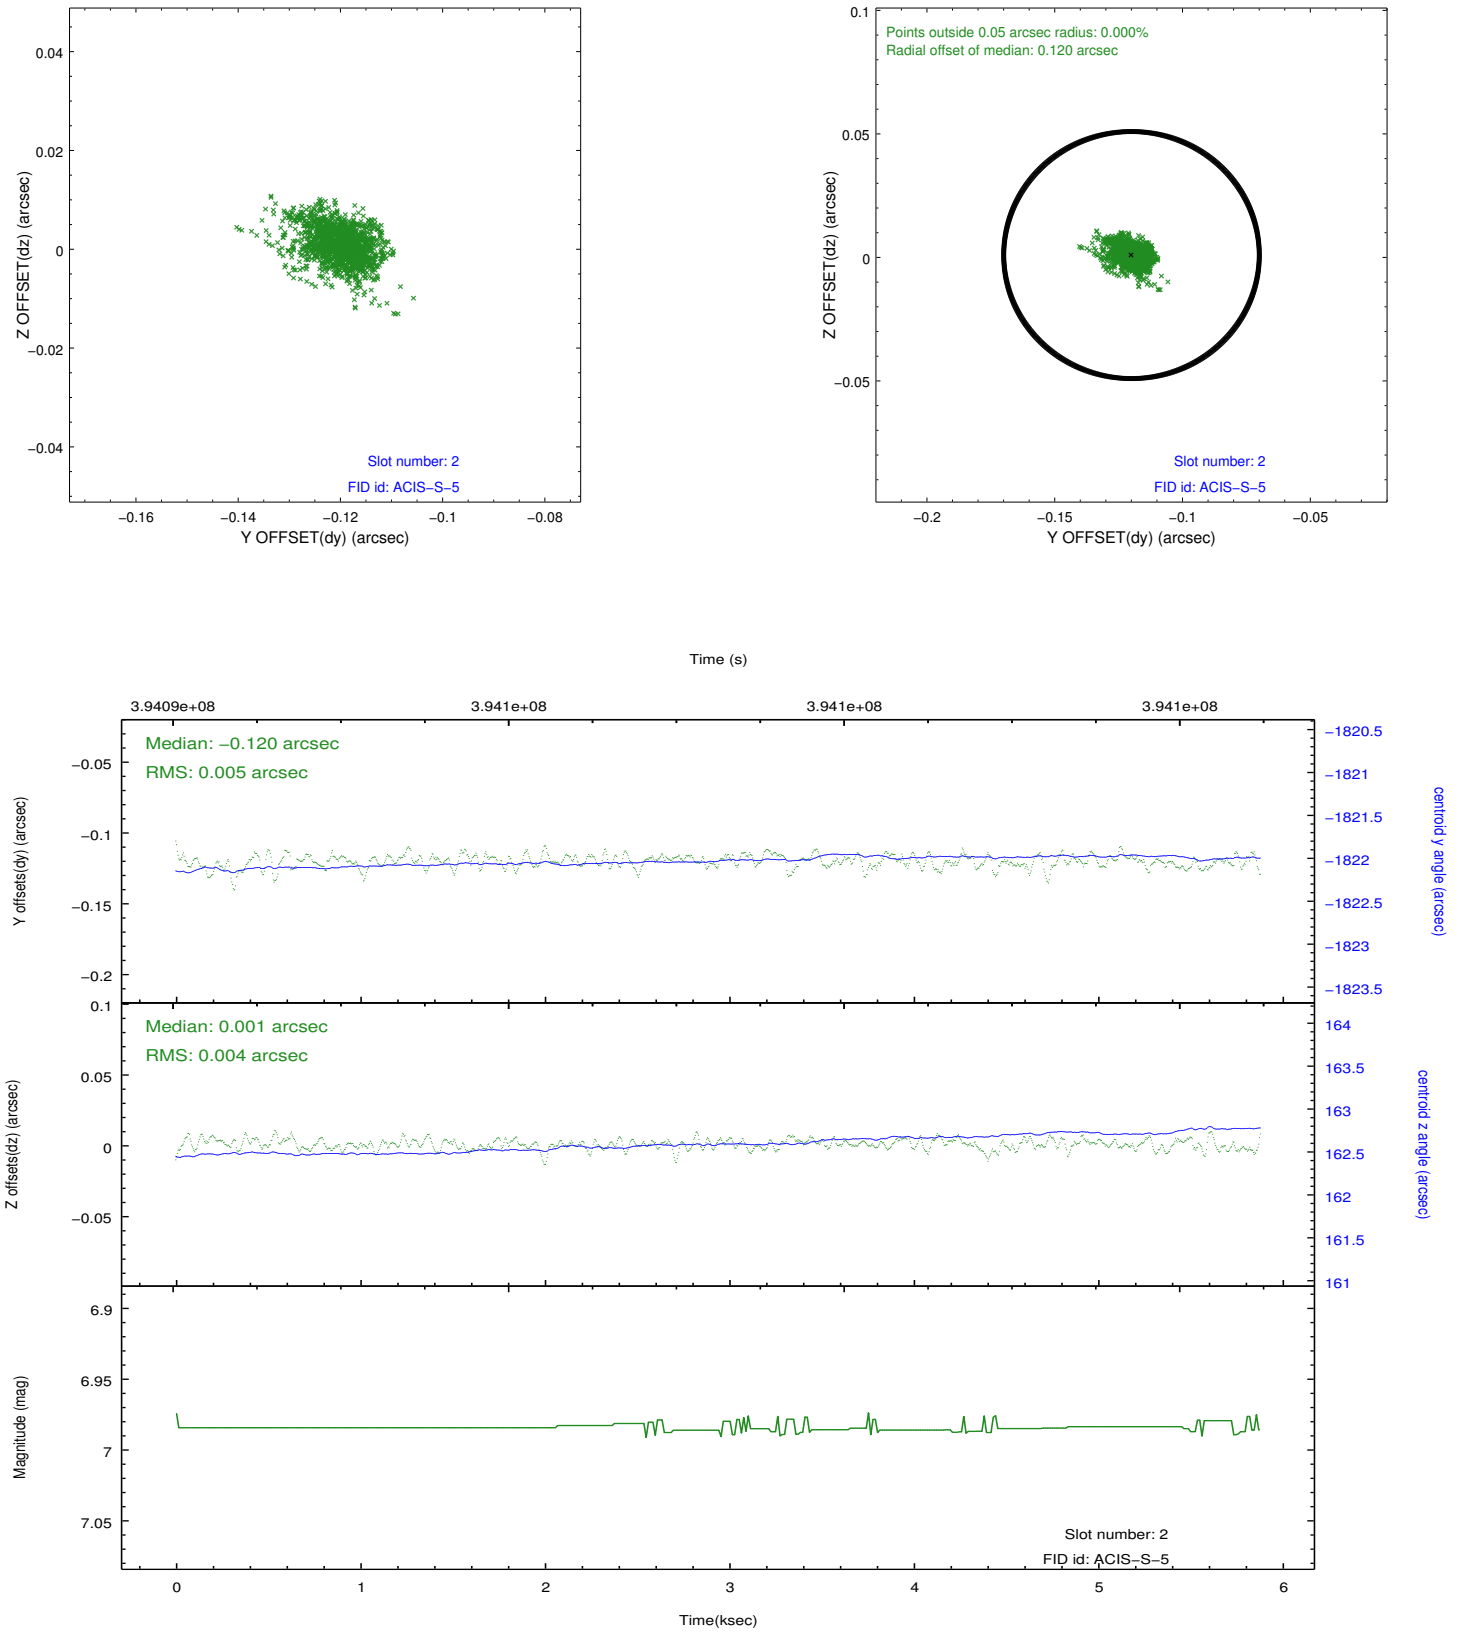 0.04
0.02
0
−0.02
−0.04
Z OFFSET(dz) (arcsec)
Slot number: 2
FID id: ACIS−S−5
−0.16
−0.14
−0.12
−0.1
−0.08
Y OFFSET(dy) (arcsec)
0.1
0.05
0
−0.05
Z OFFSET(dz) (arcsec)
Points outside 0.05 arcsec radius: 0.000%
Radial offset of median: 0.120 arcsec
Slot number: 2
FID id: ACIS−S−5
−0.2
−0.15
−0.1
−0.05
Y OFFSET(dy) (arcsec)
Time (s)
3.9409e+08
3.941e+08
3.941e+08
3.941e+08
Median: −0.120 arcsec
RMS: 0.005 arcsec
−0.05
−0.1
−0.15
−0.2
Y offsets(dy) (arcsec)
−1820.5
−1821
−1821.5
−1822
−1822.5
−1823
−1823.5
centroid y angle (arcsec)
Median: 0.001 arcsec
RMS: 0.004 arcsec
0.1
0.05
0
−0.05
Z offsets(dz) (arcsec)
164
163.5
163
162.5
162
161.5
161
centroid z angle (arcsec)
6.9
6.95
7
7.05
Magnitude (mag)
Slot number: 2
FID id: ACIS−S−5
0
1
2
3
4
5
6
Time(ksec)